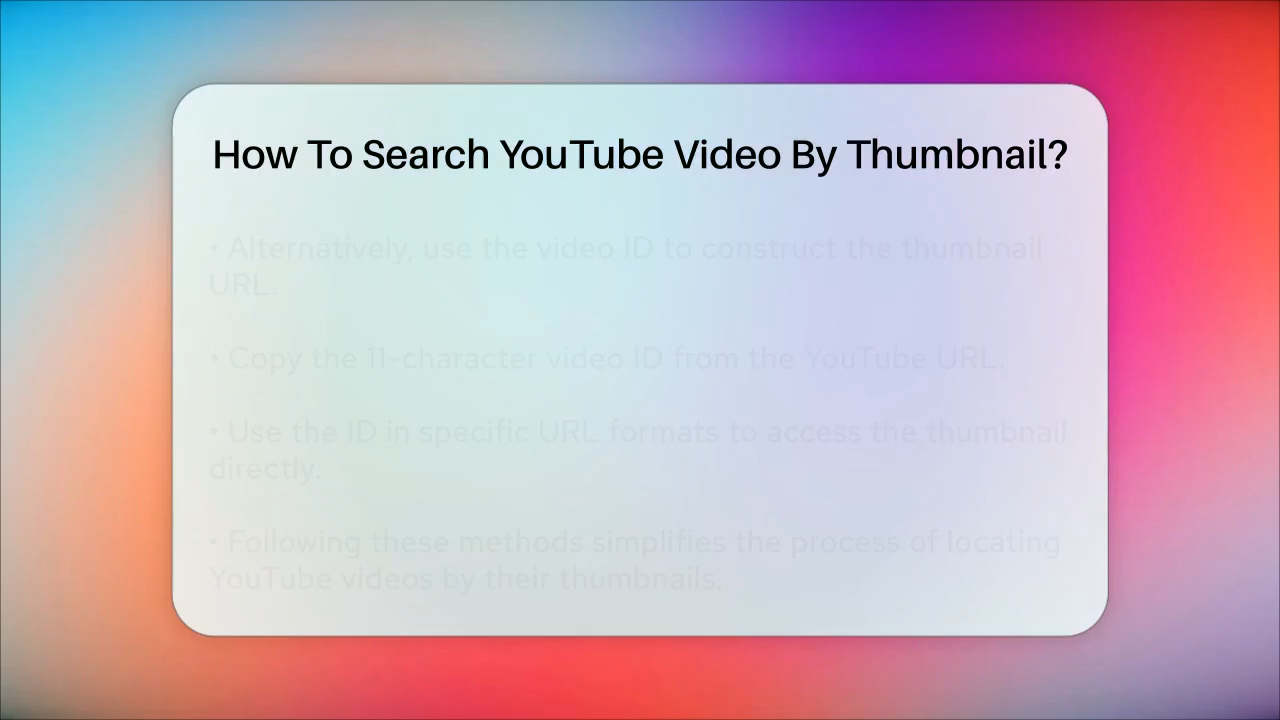 How To Search YouTube Video By Thumbnail?
• Alternatively, use the video ID to construct the thumbnail
URL.
• Copy the 11-character video ID from the YouTube URL.
• Use the ID in specific URL formats to access the thumbnail
directly.
• Following these methods simplifies the process of locating
YouTube videos by their thumbnails.